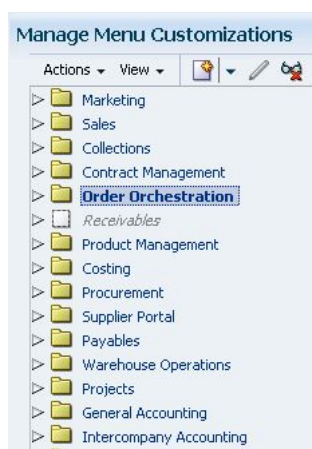 Manage Menu Customizations
Actions View
Marketing
Sales
Collections
Contract Management
Order Orchestration
Receivables
Product Management
Costing
Procurement
Supplier Portal
Payables
Warehouse Operations
Projects
General Accounting
Intercompany Accounting